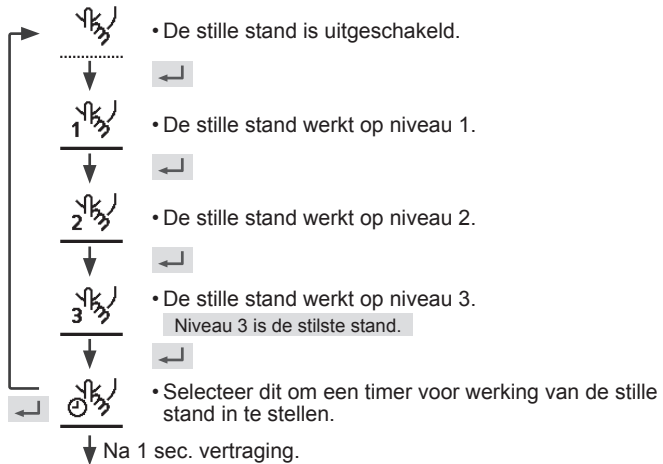 • De stille stand is uitgeschakeld.
1
• De stille stand werkt op niveau 1.
2
• De stille stand werkt op niveau 2.
3
• De stille stand werkt op niveau 3.
Niveau 3 is de stilste stand.
• Selecteer dit om een timer voor werking van de stille
stand in te stellen.
Na 1 sec. vertraging.